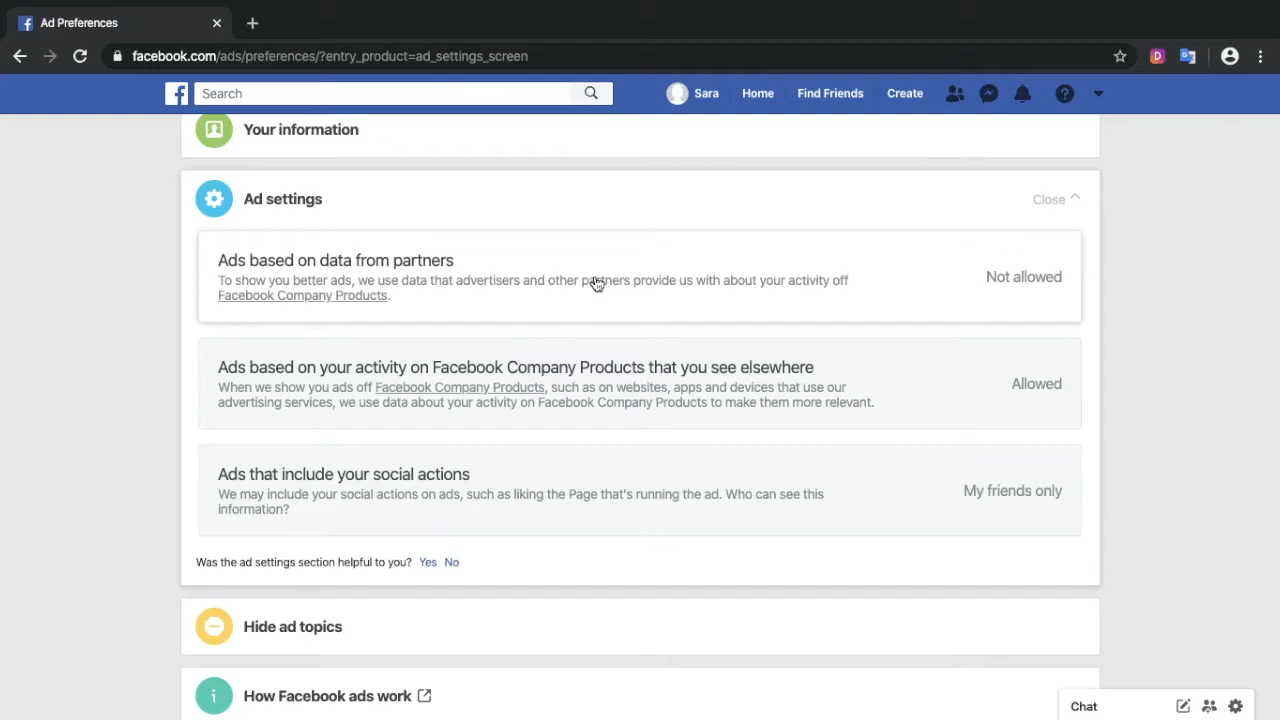 Ad Preferences
facebook.com/ads/preferences/?entry_product=ad_settings_screen
Search
Sara
Home
Find Friends
Create
Your information
Ad settings
Close
Ads based on data from partners
To show you better ads, we use data that advertisers and other partners provide us with about your activity off
Facebook Company Products.
Not allowed
Ads based on your activity on Facebook Company Products that you see elsewhere
When we show you ads off Facebook Company Products, such as on websites, apps and devices that use our
advertising services, we use data about your activity on Facebook Company Products to make them more relevant.
Allowed
Ads that include your social actions
We may include your social actions on ads, such as liking the Page that's running the ad. Who can see this
information?
My friends only
Was the ad settings section helpful to you? Yes No
Hide ad topics
How Facebook ads work
Chat